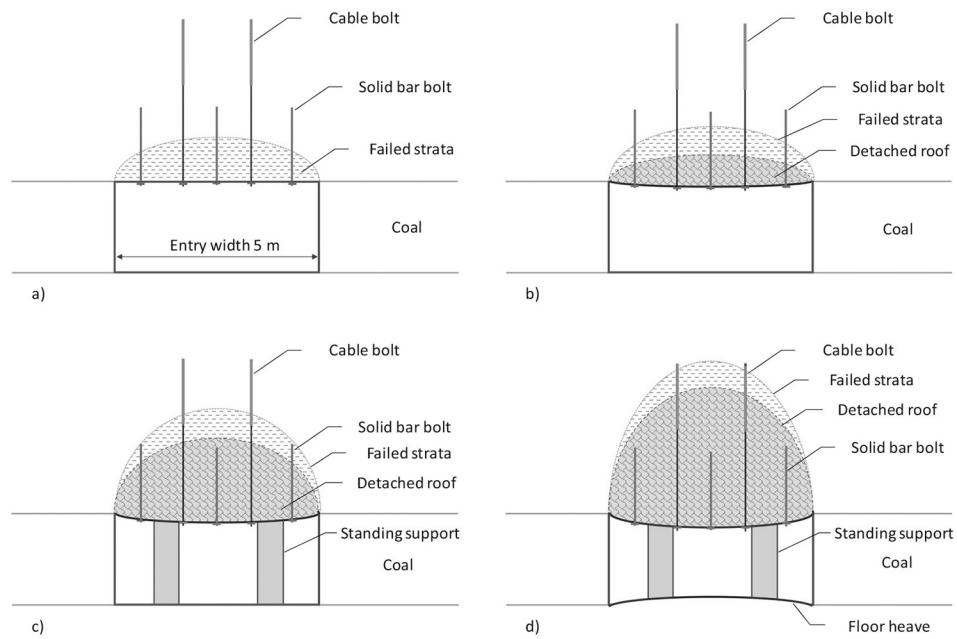 Cable bolt
Solid bar bolt
Failed strata
Coal
Entry width 5 m
a)
Cable bolt
Solid bar bolt
Failed strata
Detached roof
Coal
b)
Cable bolt
Solid bar bolt
Failed strata
Detached roof
Standing support
Coal
c)
Cable bolt
Failed strata
Detached roof
Solid bar bolt
Standing support
Coal
Floor heave
d)